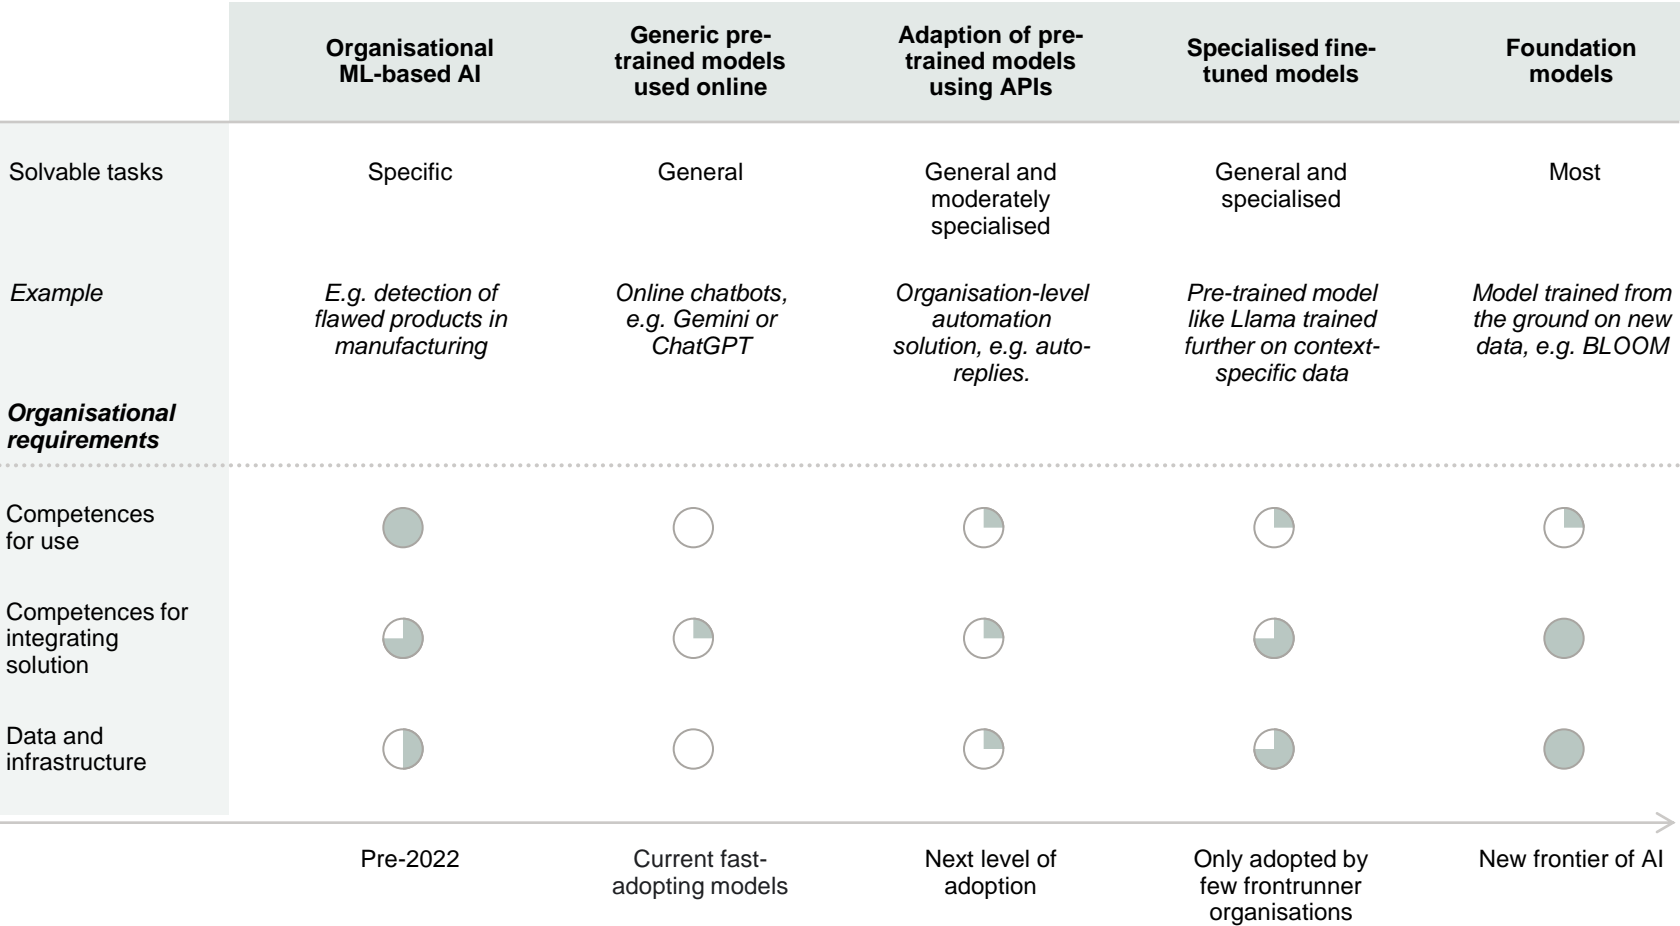 Organisational
ML-based AI
Generic pre-
trained models
used online
Adaption of pre-
trained models
using APIs
Specialised fine-
tuned models
Foundation
models
Solvable tasks
Specific
General
General and
moderately
specialised
General and
specialised
Most
Example
E.g. detection of
flawed products in
manufacturing
Online chatbots,
e.g. Gemini or
ChatGPT
Organisation-level
automation
solution, e.g. auto-
replies.
Pre-trained model
like Llama trained
further on context-
specific data
Model trained from
the ground on new
data, e.g. BLOOM
Organisational
requirements
Competences
for use
Competences for
integrating
solution
Data and
infrastructure
Pre-2022
Current fast-
adopting models
Next level of
adoption
Only adopted by
few frontrunner
organisations
New frontier of AI